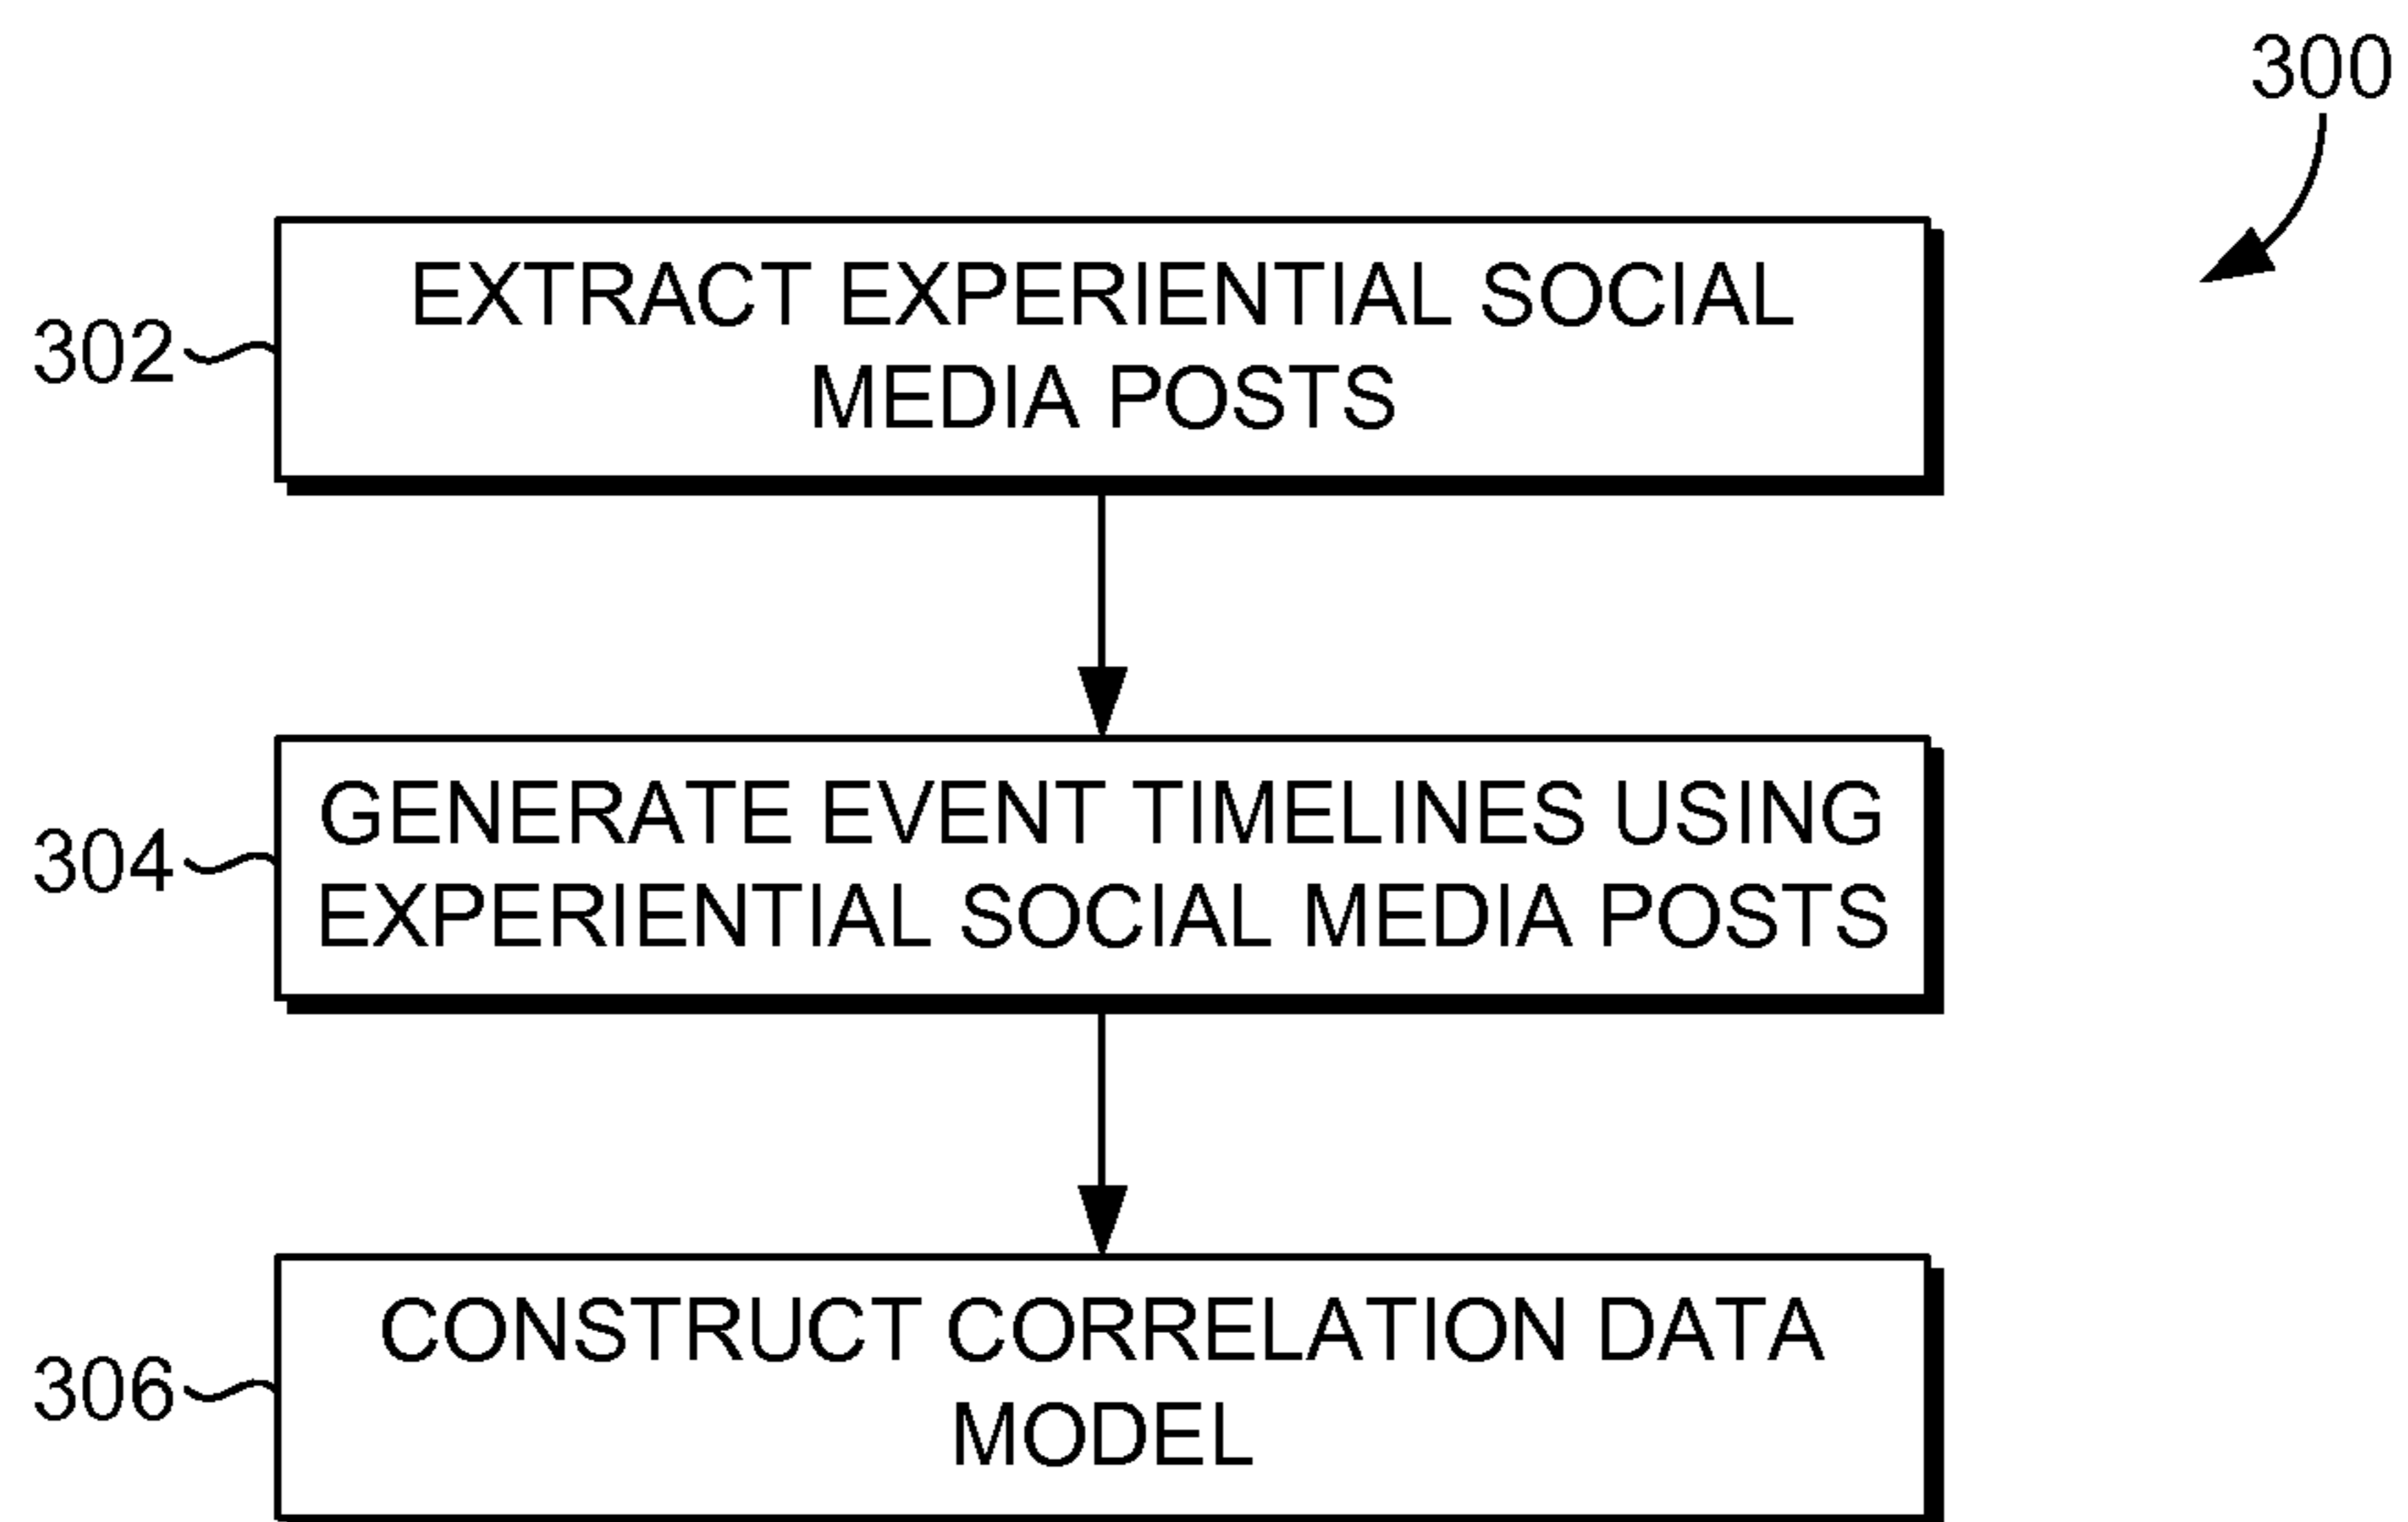 300
EXTRACT EXPERIENTIAL SOCIAL
MEDIA POSTS
302
GENERATE EVENT TIMELINES USING
EXPERIENTIAL SOCIAL MEDIA POSTS
304
CONSTRUCT CORRELATION DATA
MODEL
306